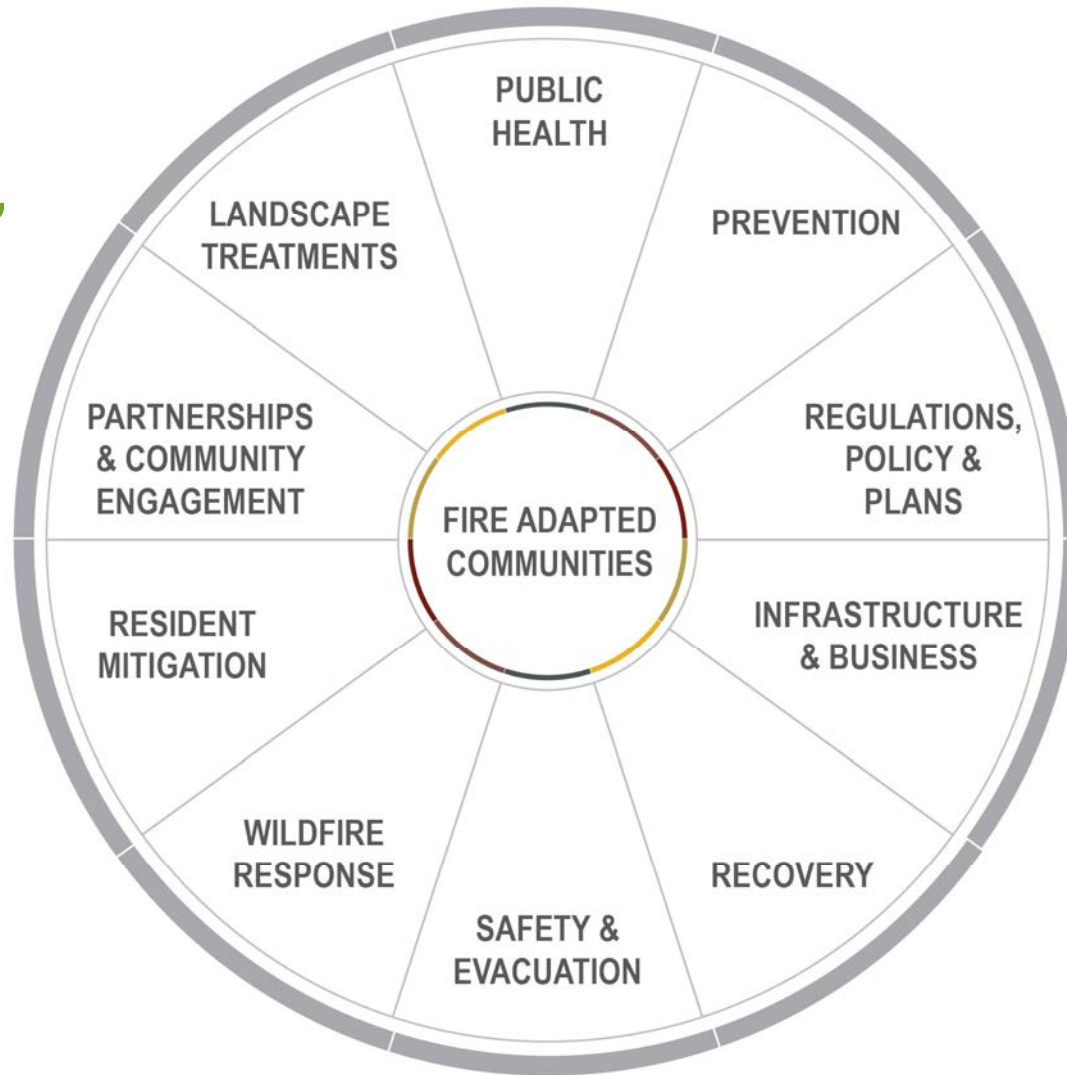 PUBLIC
HEALTH
PREVENTION
REGULATIONS,
POLICY &
PLANS
INFRASTRUCTURE
& BUSINESS
RECOVERY
SAFETY &
EVACUATION
WILDFIRE
RESPONSE
RESIDENT
MITIGATION
PARTNERSHIPS
& COMMUNITY
ENGAGEMENT
LANDSCAPE
TREATMENTS
FIRE ADAPTED
COMMUNITIES